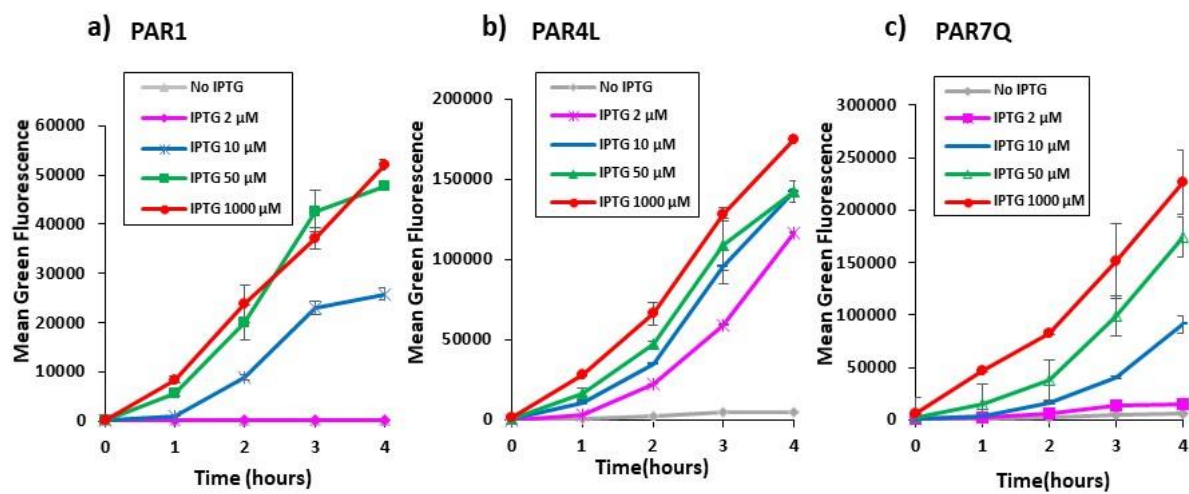 a) PAR1
No IPTG
IPTG 2 µM
IPTG 10 µM
IPTG 50 µM
IPTG 1000 µM
Mean Green Fluorescence
60000
50000
40000
30000
20000
10000
0
0 1 2 3 4
Time (hours)
b) PAR4L
No IPTG
IPTG 2 µM
IPTG 10 µM
IPTG 50 µM
IPTG 1000 µM
Mean Green Fluorescence
200000
150000
100000
50000
0
0 1 2 3 4
Time(hours)
c) PAR7Q
No IPTG
IPTG 2 µM
IPTG 10 µM
IPTG 50 µM
IPTG 1000 µM
Mean Green Fluorescence
300000
250000
200000
150000
100000
50000
0
0 1 2 3 4
Time(hours)